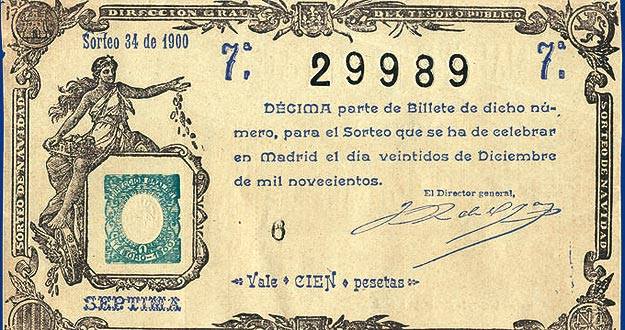 DIRECCION GRAL. DEL TESORO PUBLICO
Sorteo 34 de 1900
7.ª 29989 7.ª
DÉCIMA parte de Billete de dicho nú-
mero, para el Sorteo que se ha de celebrar
en Madrid el día veintidos de Diciembre
de mil novecientos.
El Director general,
6
Vale CIEN pesetas
SEPTIMA
SORTEO DE NAVIDAD
SORTEO DE NAVIDAD